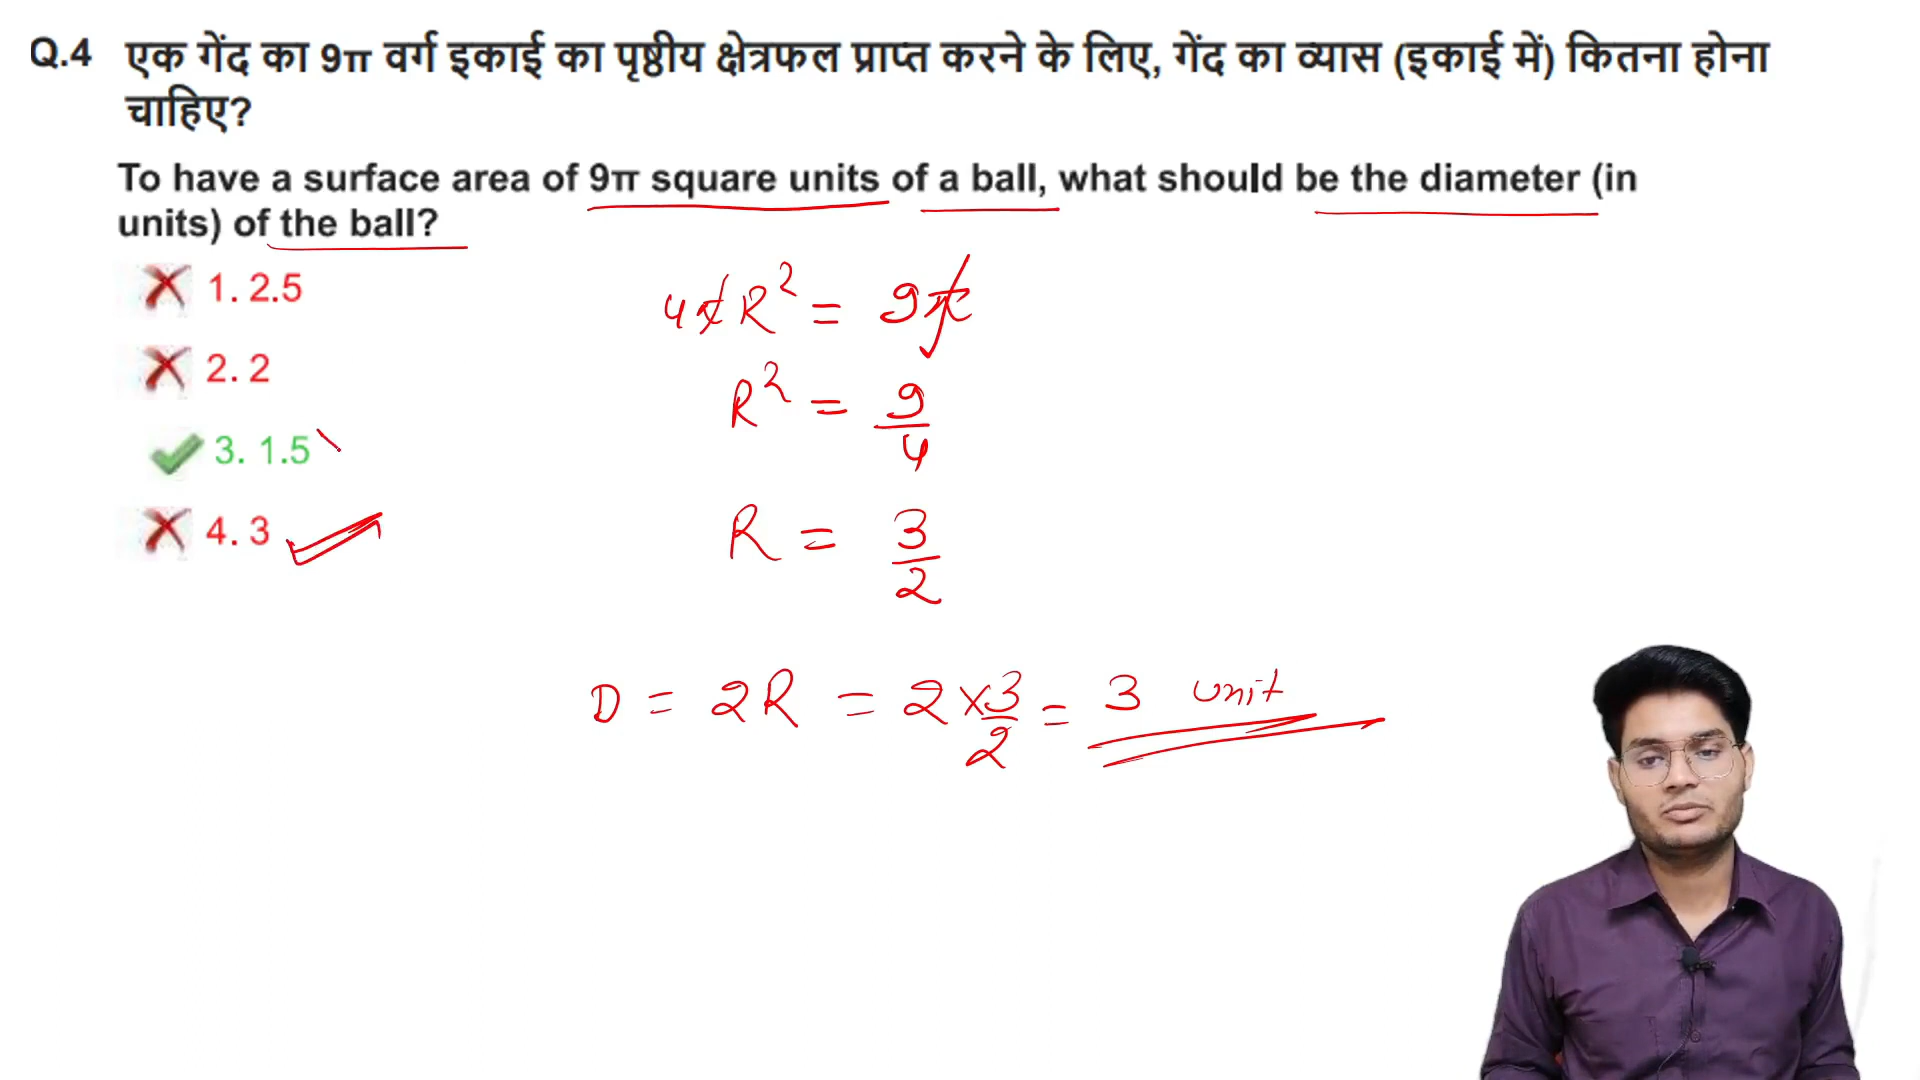 Q.4 एक गेंद का 9π वर्ग इकाई का पृष्ठीय क्षेत्रफल प्राप्त करने के लिए, गेंद का व्यास (इकाई में) कितना होना
चाहिए?
To have a surface area of 9π square units of a ball, what should be the diameter (in
units) of the ball?
1. 2.5
2. 2
3. 1.5
4. 3
4πR² = 9π
R² = 9/4
R = 3/2
D = 2R = 2 × 3/2 = 3 unit